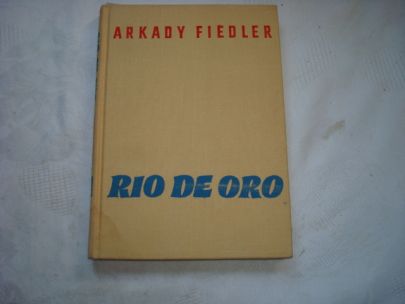 ARKADY FIEDLER
RIO DE ORO